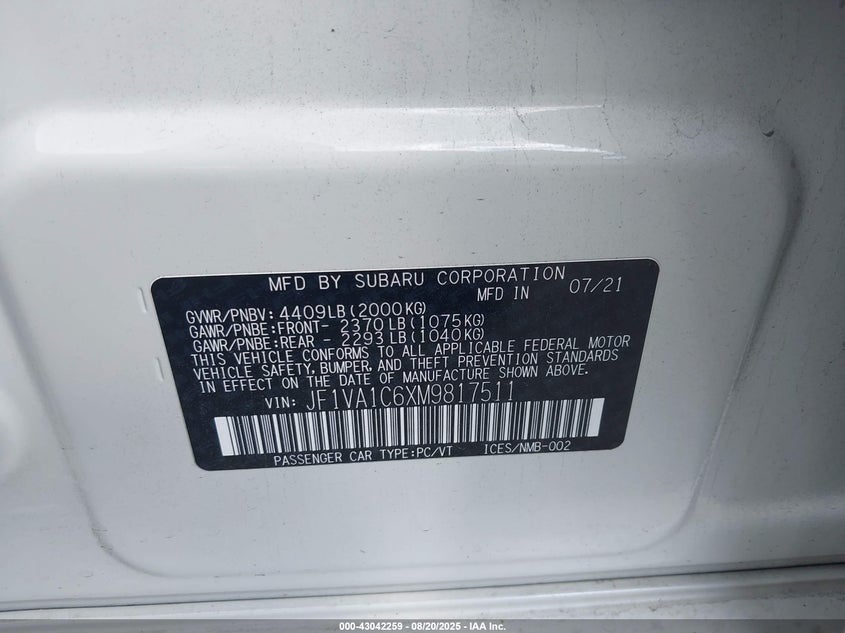 MFD BY SUBARU CORPORATION
MFD IN 07/21
GVWR/PNBV: 4409LB(2000KG)
GAWR/PNBE:FRONT- 2370LB(1075KG)
GAWR/PNBE:REAR - 2293LB(1040KG)
THIS VEHICLE CONFORMS TO ALL APPLICABLE FEDERAL MOTOR
VEHICLE SAFETY, BUMPER, AND THEFT PREVENTION STANDARDS
IN EFFECT ON THE DATE OF MANUFACTURE SHOWN ABOVE.
VIN: JF1VA1C6XM9817511
PASSENGER CAR TYPE:PC/VT ICES/NMB-002
000-43042259 - 08/20/2025 - IAA Inc.